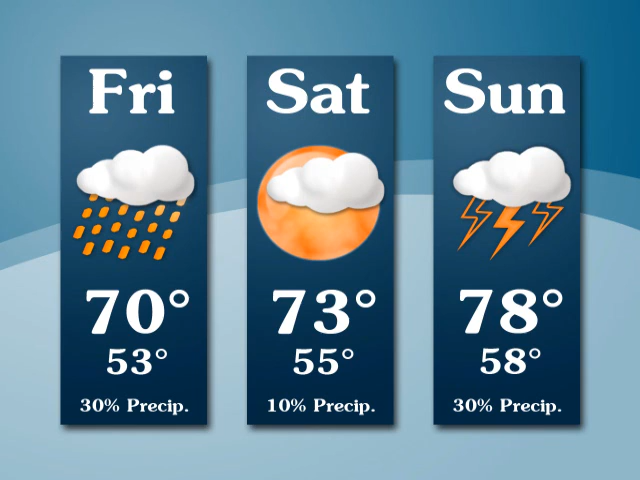 Fri
70°
53°
30% Precip.
Sat
73°
55°
10% Precip.
Sun
78°
58°
30% Precip.